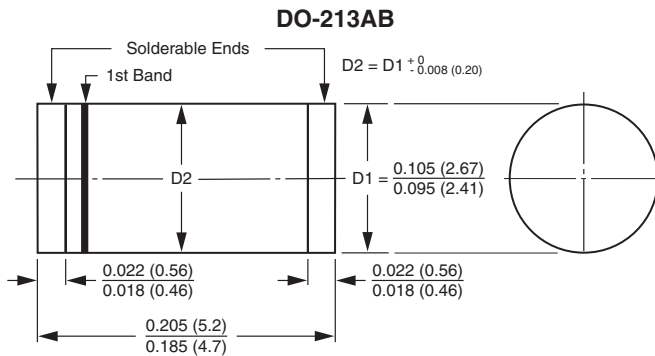 DO-213AB
Solderable Ends
1st Band
D2 = D1 + 0
- 0.008 (0.20)
D2
D1 = 0.105 (2.67)
0.095 (2.41)
0.022 (0.56)
0.018 (0.46)
0.022 (0.56)
0.018 (0.46)
0.205 (5.2)
0.185 (4.7)